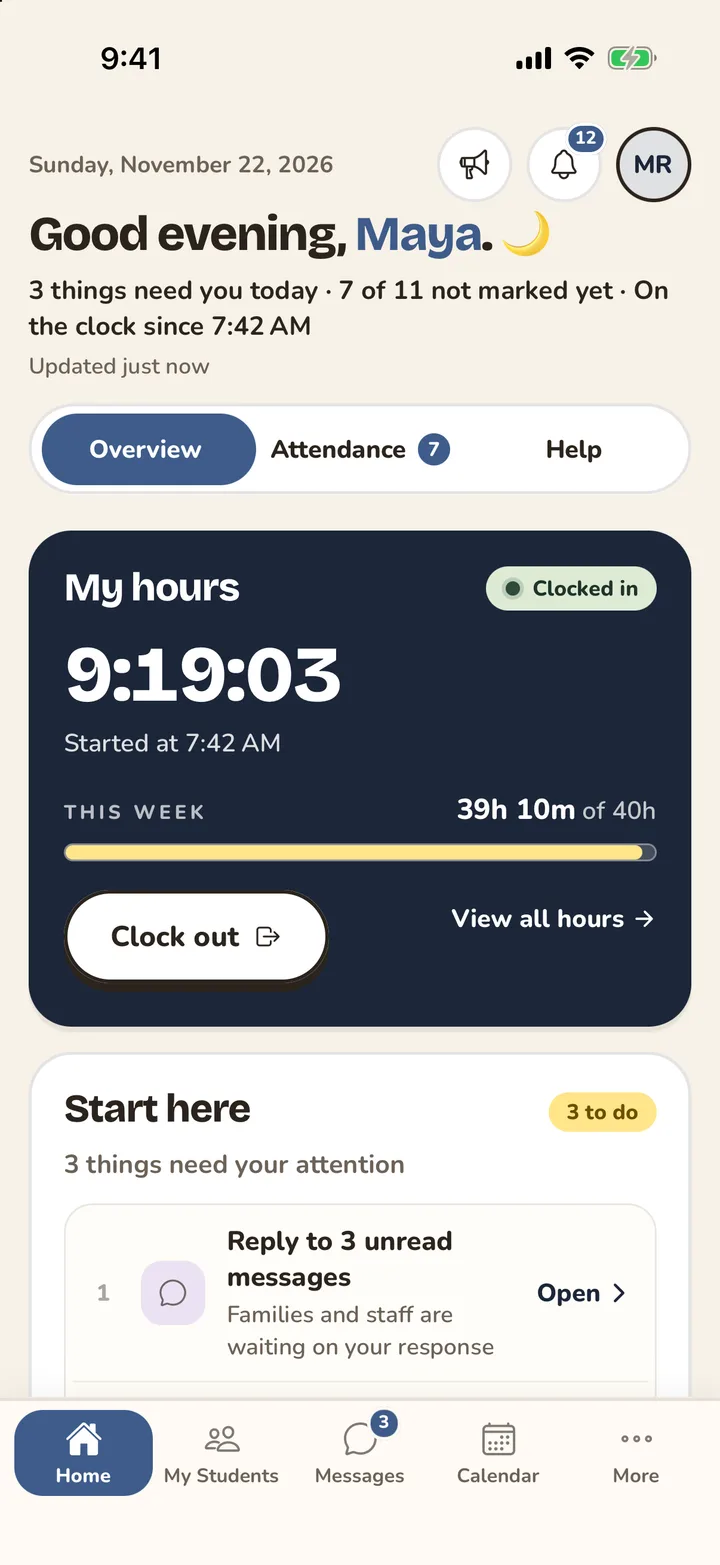 9:41
Sunday, November 22, 2026
12
MR
Good evening, Maya. 🌙
3 things need you today · 7 of 11 not marked yet · On
the clock since 7:42 AM
Updated just now
Overview
Attendance 7
Help
My hours
Clocked in
9:19:03
Started at 7:42 AM
THIS WEEK
39h 10m of 40h
Clock out
View all hours →
Start here
3 to do
3 things need your attention
1
Reply to 3 unread
messages
Families and staff are
waiting on your response
Open
Home
My Students
3
Messages
Calendar
More